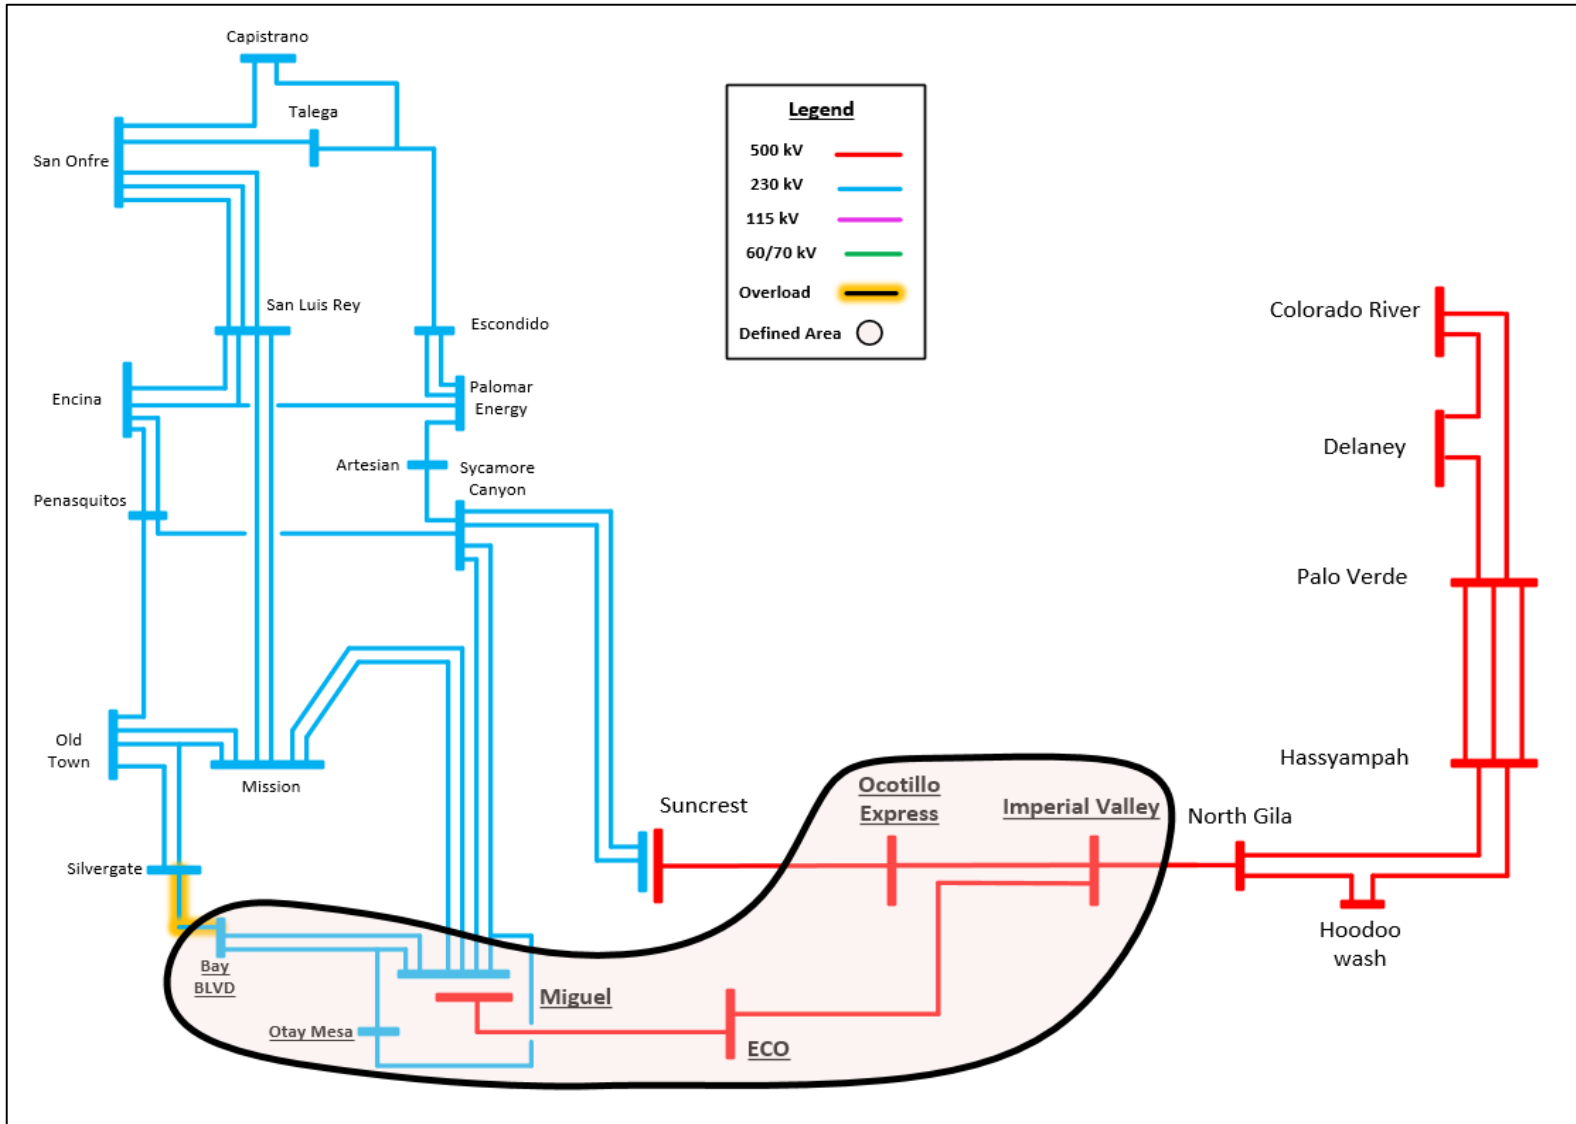 Capistrano
Talega
San Onfre
Legend
500 kV
230 kV
115 kV
60/70 kV
Overload
Defined Area
San Luis Rey
Escondido
Encina
Palomar
Energy
Artesian
Sycamore
Canyon
Penasquitos
Colorado River
Delaney
Palo Verde
Hassyampah
Old
Town
Mission
Suncrest
Ocotillo
Express
Imperial Valley
North Gila
Silvergate
Hoodoo
wash
Bay
BLVD
Miguel
Otay Mesa
ECO